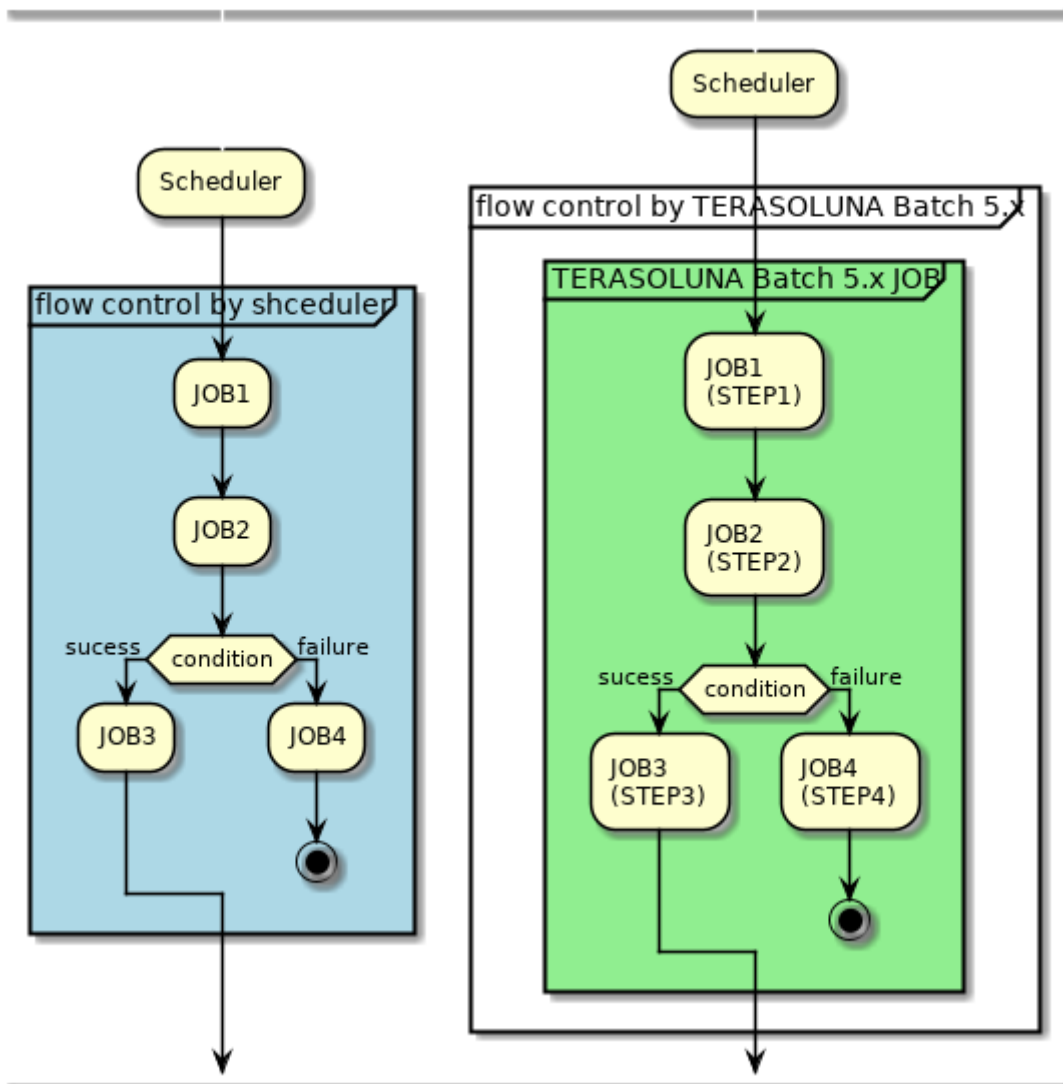 Scheduler
flow control by shceduler
JOB1
JOB2
sucess
condition
failure
JOB3
JOB4
Scheduler
flow control by TERASOLUNA Batch 5.x
TERASOLUNA Batch 5.x JOB
JOB1
(STEP1)
JOB2
(STEP2)
sucess
condition
failure
JOB3
(STEP3)
JOB4
(STEP4)